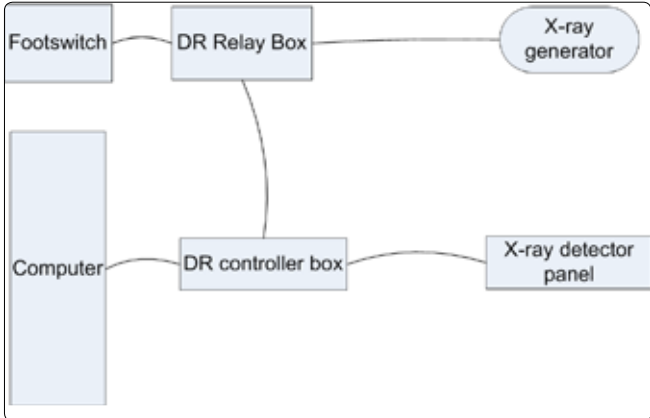 Footswitch
DR Relay Box
X-ray
generator
Computer
DR controller box
X-ray detector
panel